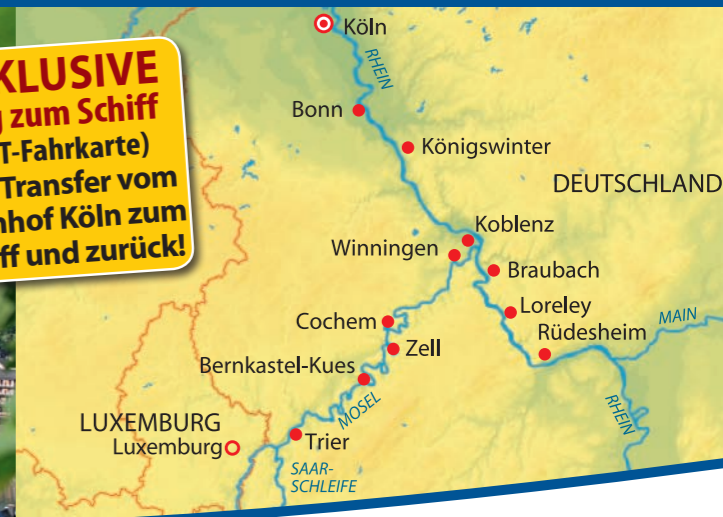 KLUSIVE
zum Schiff
T-Fahrkarte)
Transfer vom
nhof Köln zum
ff und zurück!
Köln
RHEIN
Bonn
Königswinter
DEUTSCHLAND
Koblenz
Winningen
Braubach
Loreley
MAIN
Cochem
Rüdesheim
Zell
Bernkastel-Kues
MOSEL
RHEIN
LUXEMBURG
Luxemburg
Trier
SAAR-
SCHLEIFE